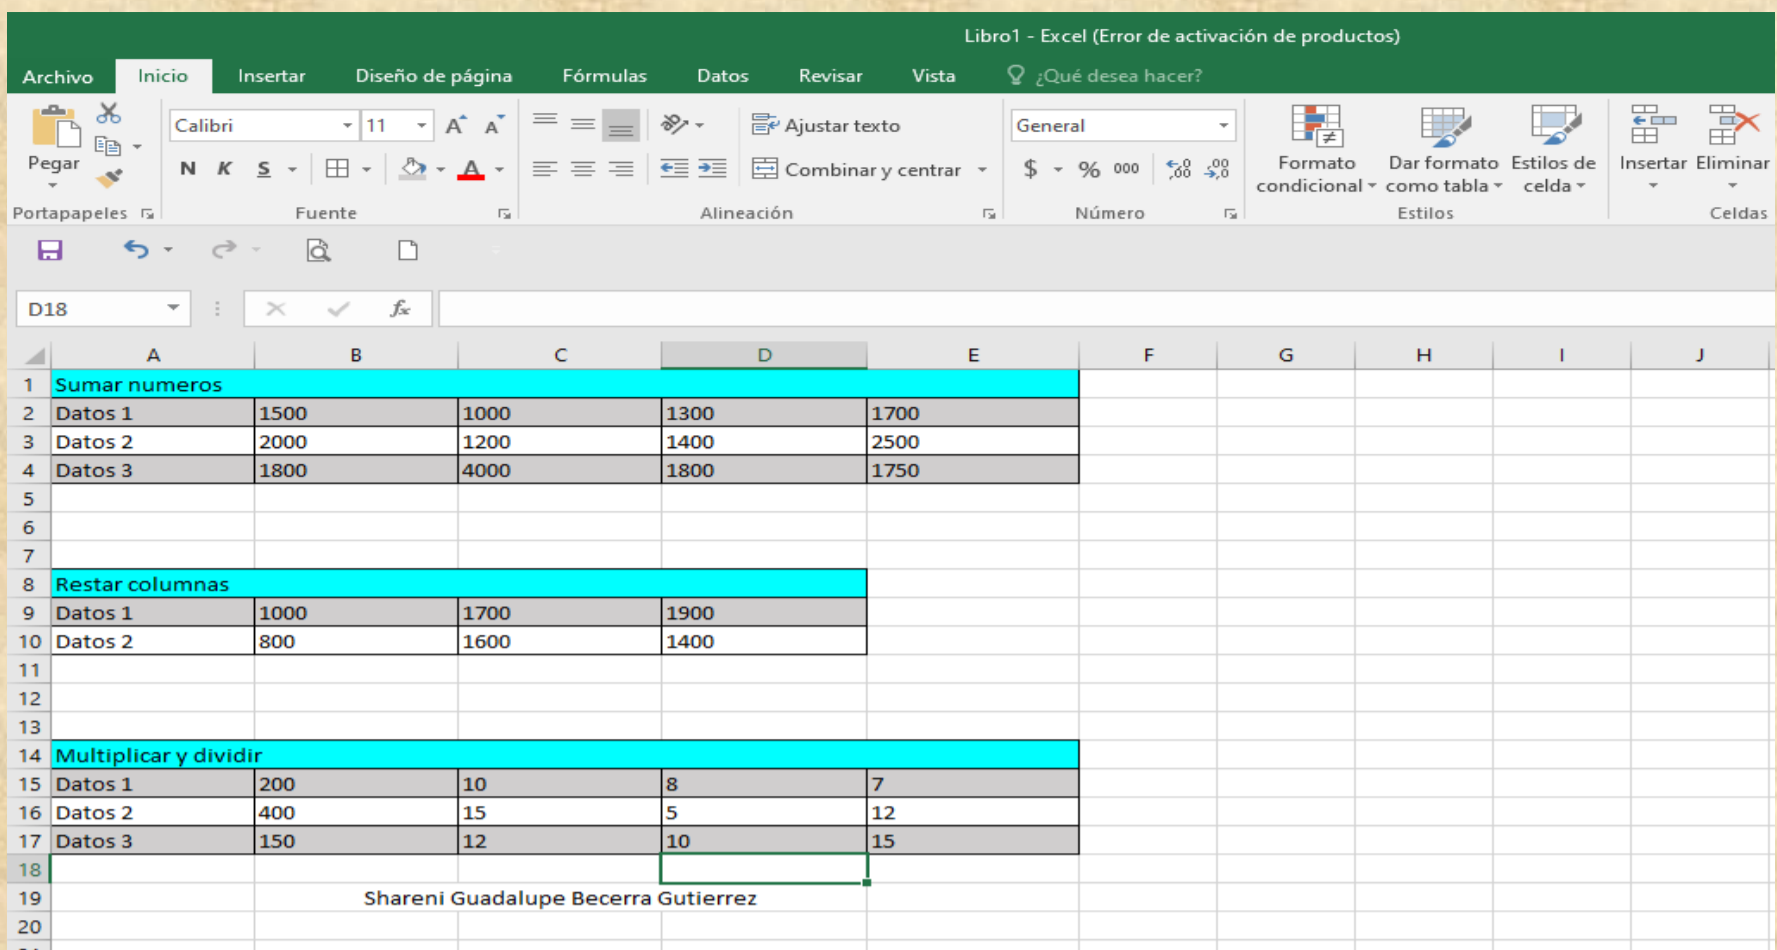 Libro1 - Excel (Error de activación de productos)
Archivo Inicio Insertar Diseño de página Fórmulas Datos Revisar Vista ¿Qué desea hacer?
Calibri 11 A A Ajustar texto General
Pegar N K S A Combinar y centrar $ % 000 Formato condicional Dar formato como tabla Estilos de celda Insertar Eliminar
Portapapeles Fuente Alineación Número Estilos Celdas
D18 fx
A B C D E F G H I J
1 Sumar numeros
2 Datos 1 1500 1000 1300 1700
3 Datos 2 2000 1200 1400 2500
4 Datos 3 1800 4000 1800 1750
5
6
7
8 Restar columnas
9 Datos 1 1000 1700 1900
10 Datos 2 800 1600 1400
11
12
13
14 Multiplicar y dividir
15 Datos 1 200 10 8 7
16 Datos 2 400 15 5 12
17 Datos 3 150 12 10 15
18
19 Shareni Guadalupe Becerra Gutierrez
20